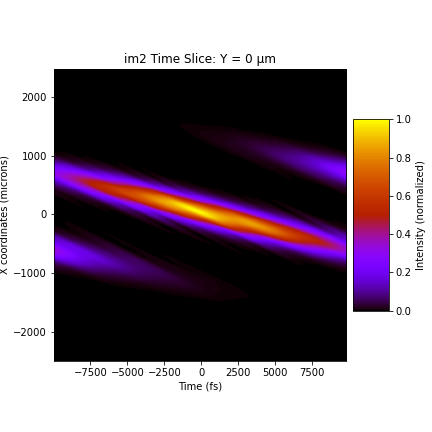 im2 Time Slice: Y = 0 μm
2000
1000
0
−1000
−2000
X coordinates (microns)
−7500 −5000 −2500 0 2500 5000 7500
Time (fs)
1.0
0.8
0.6
0.4
0.2
0.0
Intensity (normalized)